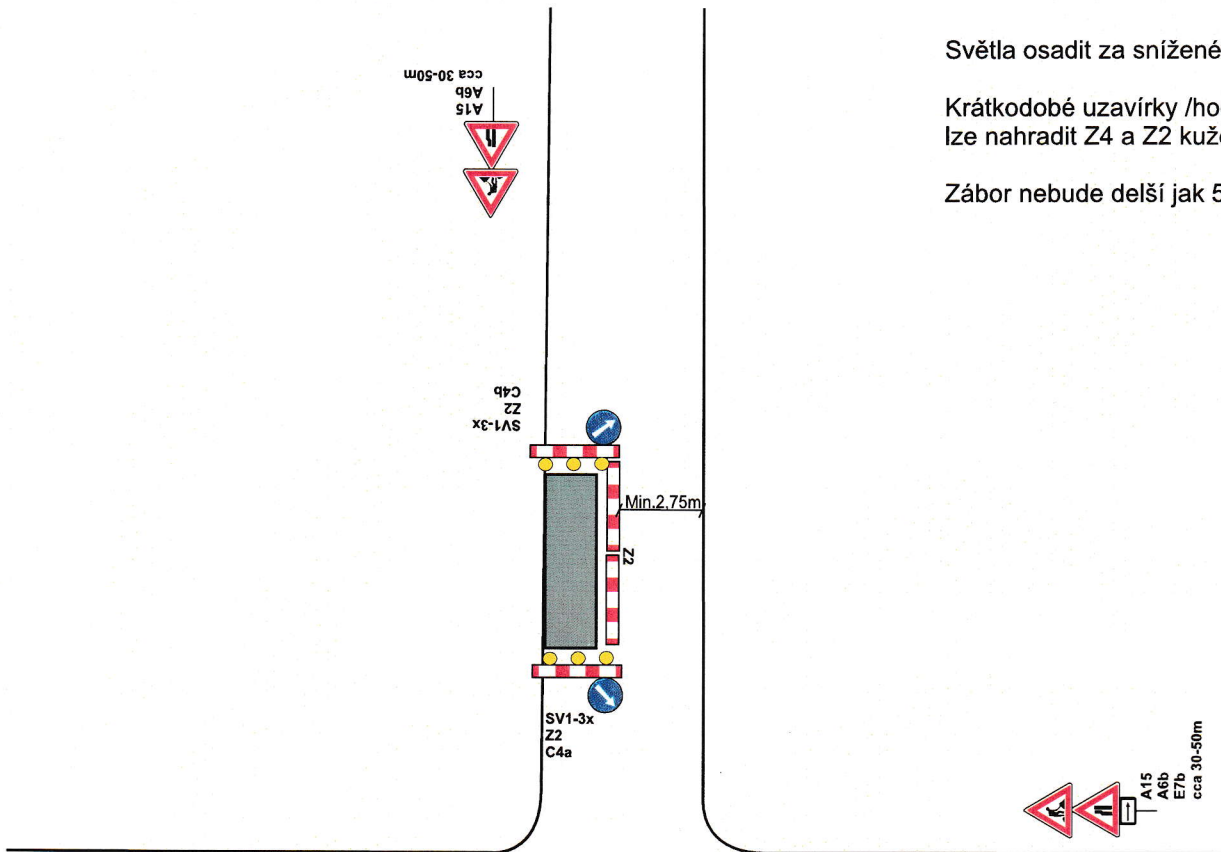 Světla osadit za snížené
Krátkodobé uzavírky /ho
lze nahradit Z4 a Z2 kuž
Zábor nebude delší jak 5
A15
A6b
cca 30-50m
SV1-3x
Z2
C4b
Min.2,75m
Z2
SV1-3x
Z2
C4a
A15
A6b
E7b
cca 30-50m